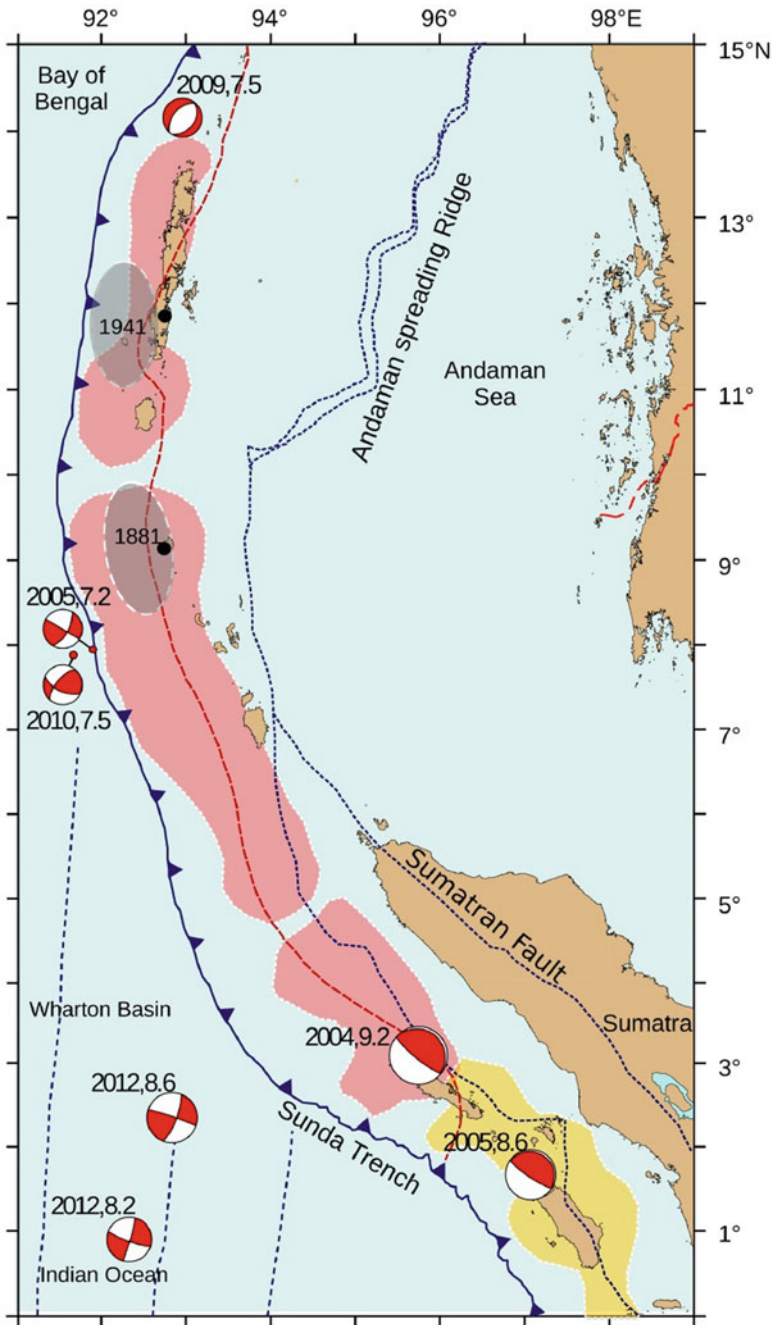 92° 94° 96° 98°E
15°N
Bay of
Bengal
2009,7.5
13°
Andaman spreading Ridge
1941
Andaman
Sea
11°
1881
9°
2005,7.2
2010,7.5
7°
5°
Sumatran Fault
Wharton Basin
Sumatra
2004,9.2
3°
2012,8.6
Sunda Trench
2005,8.6
2012,8.2
1°
Indian Ocean